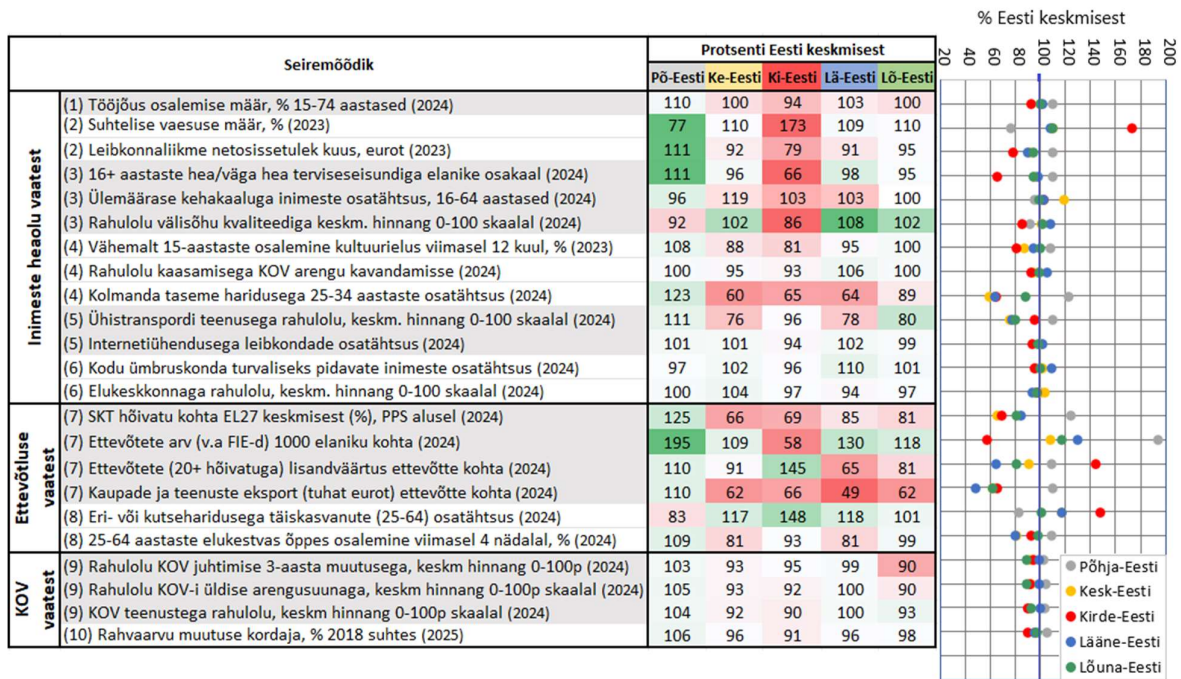 % Eesti keskmisest
Seiremõõdik
Protsenti Eesti keskmisest
Põ-Eesti Ke-Eesti Ki-Eesti Lä-Eesti Lõ-Eesti
20 40 60 80 100 120 140 160 180 200
Inimeste heaolu vaatest
(1) Tööjõus osalemise määr, % 15-74 aastased (2024) 110 100 94 103 100
(2) Suhtelise vaesuse määr, % (2023) 77 110 173 109 110
(2) Leibkonnaliikme netosissetulek kuus, eurot (2023) 111 92 79 91 95
(3) 16+ aastaste hea/väga hea terviseseisundiga elanike osakaal (2024) 111 96 66 98 95
(3) Ülemäärase kehakaaluga inimeste osatähtsus, 16-64 aastased (2024) 96 119 103 103 100
(3) Rahulolu välisõhu kvaliteediga keskm. hinnang 0-100 skaalal (2024) 92 102 86 108 102
(4) Vähemalt 15-aastaste osalemine kultuurielus viimasel 12 kuul, % (2023) 108 88 81 95 100
(4) Rahulolu kaasamisega KOV arengu kavandamisse (2024) 100 95 93 106 100
(4) Kolmanda taseme haridusega 25-34 aastaste osatähtsus (2024) 123 60 65 64 89
(5) Ühistranspordi teenusega rahulolu, keskm. hinnang 0-100 skaalal (2024) 111 76 96 78 80
(5) Internetiühendusega leibkondade osatähtsus (2024) 101 101 94 102 99
(6) Kodu ümbruskonda turvaliseks pidavate inimeste osatähtsus (2024) 97 102 96 110 101
(6) Elukeskkonnaga rahulolu, keskm. hinnang 0-100 skaalal (2024) 100 104 97 94 97
Ettevõtluse
vaatest
(7) SKT hõivatu kohta EL27 keskmisest (%), PPS alusel (2024) 125 66 69 85 81
(7) Ettevõtete arv (v.a FIE-d) 1000 elaniku kohta (2024) 195 109 58 130 118
(7) Ettevõtete (20+ hõivatuga) lisandväärtus ettevõtte kohta (2024) 110 91 145 65 81
(7) Kaupade ja teenuste eksport (tuhat eurot) ettevõtte kohta (2024) 110 62 66 49 62
(8) Eri- või kutseharidusega täiskasvanute (25-64) osatähtsus (2024) 83 117 148 118 101
(8) 25-64 aastaste elukestvas õppes osalemine viimasel 4 nädalal, % (2024) 109 81 93 81 99
KOV
vaatest
(9) Rahulolu KOV juhtimise 3-aasta muutusega, keskm hinnang 0-100p (2024) 103 93 95 99 90
(9) Rahulolu KOV-i üldise arengusuunaga, keskm hinnang 0-100p skaalal (2024) 105 93 92 100 90
(9) KOV teenustega rahulolu, keskm hinnang 0-100p skaalal (2024) 104 92 90 100 93
(10) Rahvaarvu muutuse kordaja, % 2018 suhtes (2025) 106 96 91 96 98
Põhja-Eesti
Kesk-Eesti
Kirde-Eesti
Lääne-Eesti
Lõuna-Eesti